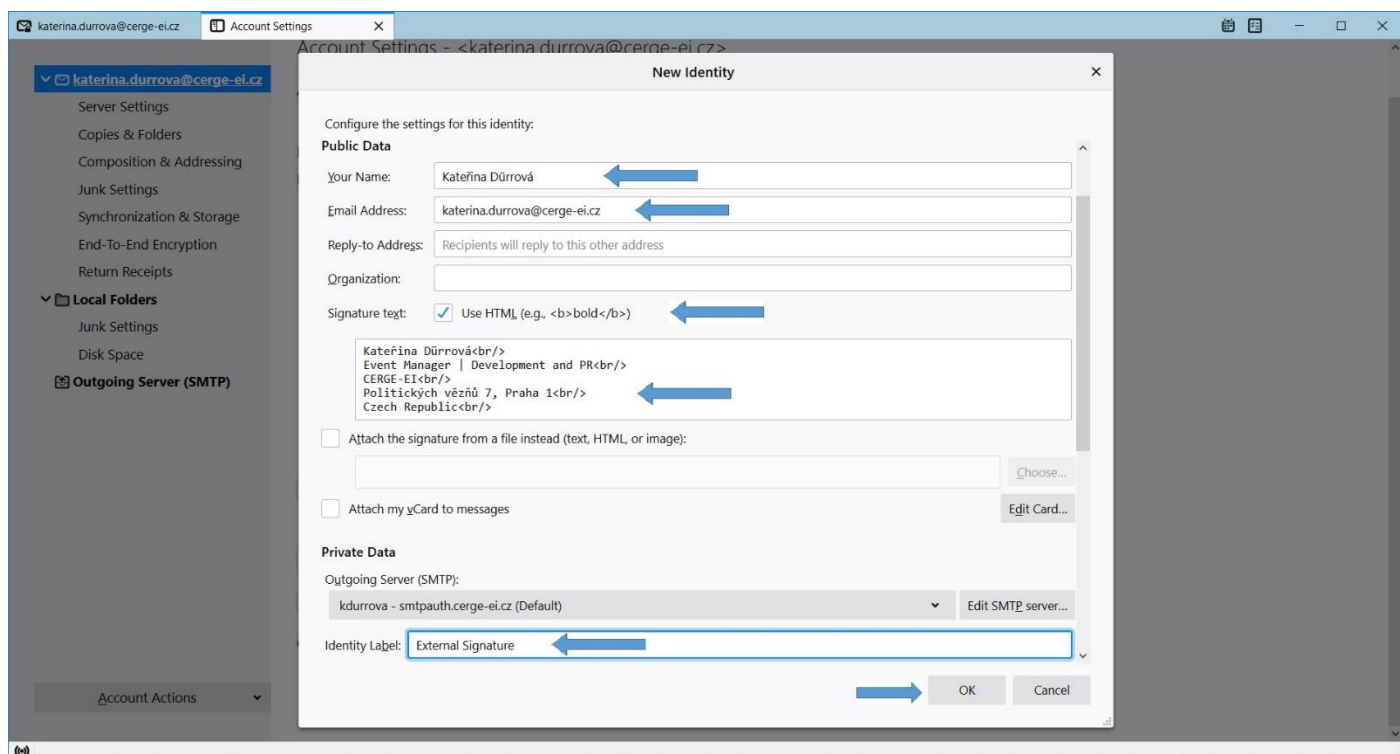 katerina.durrova@cerge-ei.cz
Account Settings
Account Settings - <katerina.durrova@cerge-ei.cz>
katerina.durrova@cerge-ei.cz
Server Settings
Copies & Folders
Composition & Addressing
Junk Settings
Synchronization & Storage
End-To-End Encryption
Return Receipts
Local Folders
Junk Settings
Disk Space
Outgoing Server (SMTP)
Account Actions
New Identity
Configure the settings for this identity:
Public Data
Your Name: Kateřina Dürrová
Email Address: katerina.durrova@cerge-ei.cz
Reply-to Address: Recipients will reply to this other address
Organization:
Signature text: Use HTML (e.g., <b>bold</b>)
Kateřina Dürrová<br/>
Event Manager | Development and PR<br/>
CERGE-EI<br/>
Politických vězňů 7, Praha 1<br/>
Czech Republic<br/>
Attach the signature from a file instead (text, HTML, or image):
Choose...
Attach my vCard to messages
Edit Card...
Private Data
Outgoing Server (SMTP):
kdurrova - smtpauth.cerge-ei.cz (Default)
Edit SMTP server...
Identity Label: External Signature
OK
Cancel